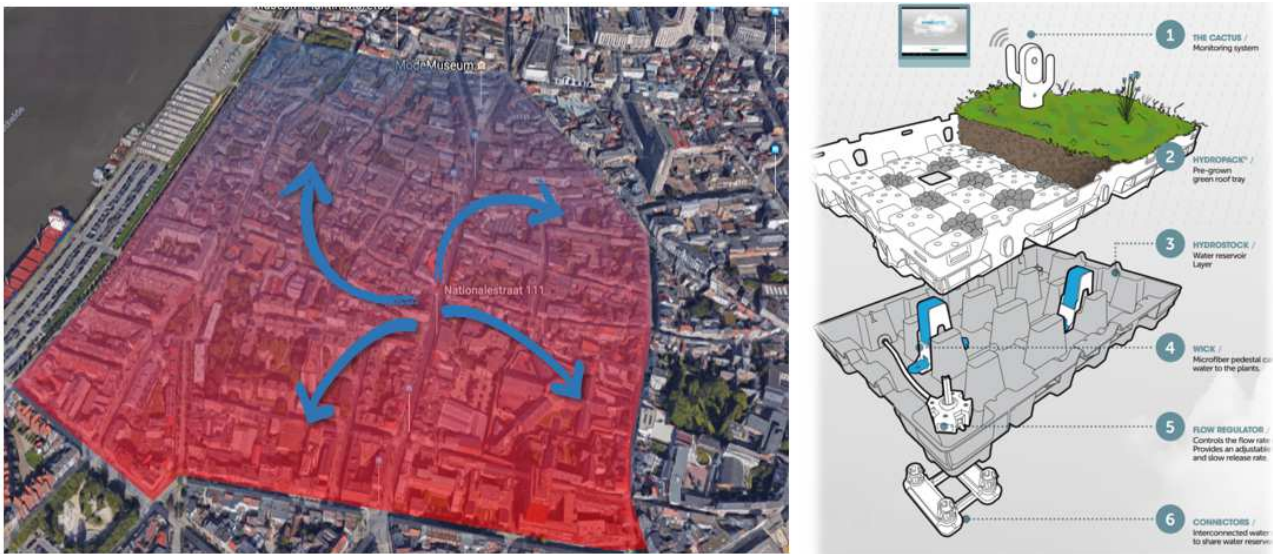 ModeMuseum
Nationalestraat 111
1
THE CACTUS /
Monitoring system
2
HYDROPACK® /
Pre-grown
green roof tray
3
HYDROSTOCK /
Water reservoir
Layer
4
WICK /
Microfiber pedestal
water to the plants.
5
FLOW REGULATOR /
Controls the flow rate
Provides an adjustable
and slow release rate.
6
CONNECTORS /
Interconnected water
to share water